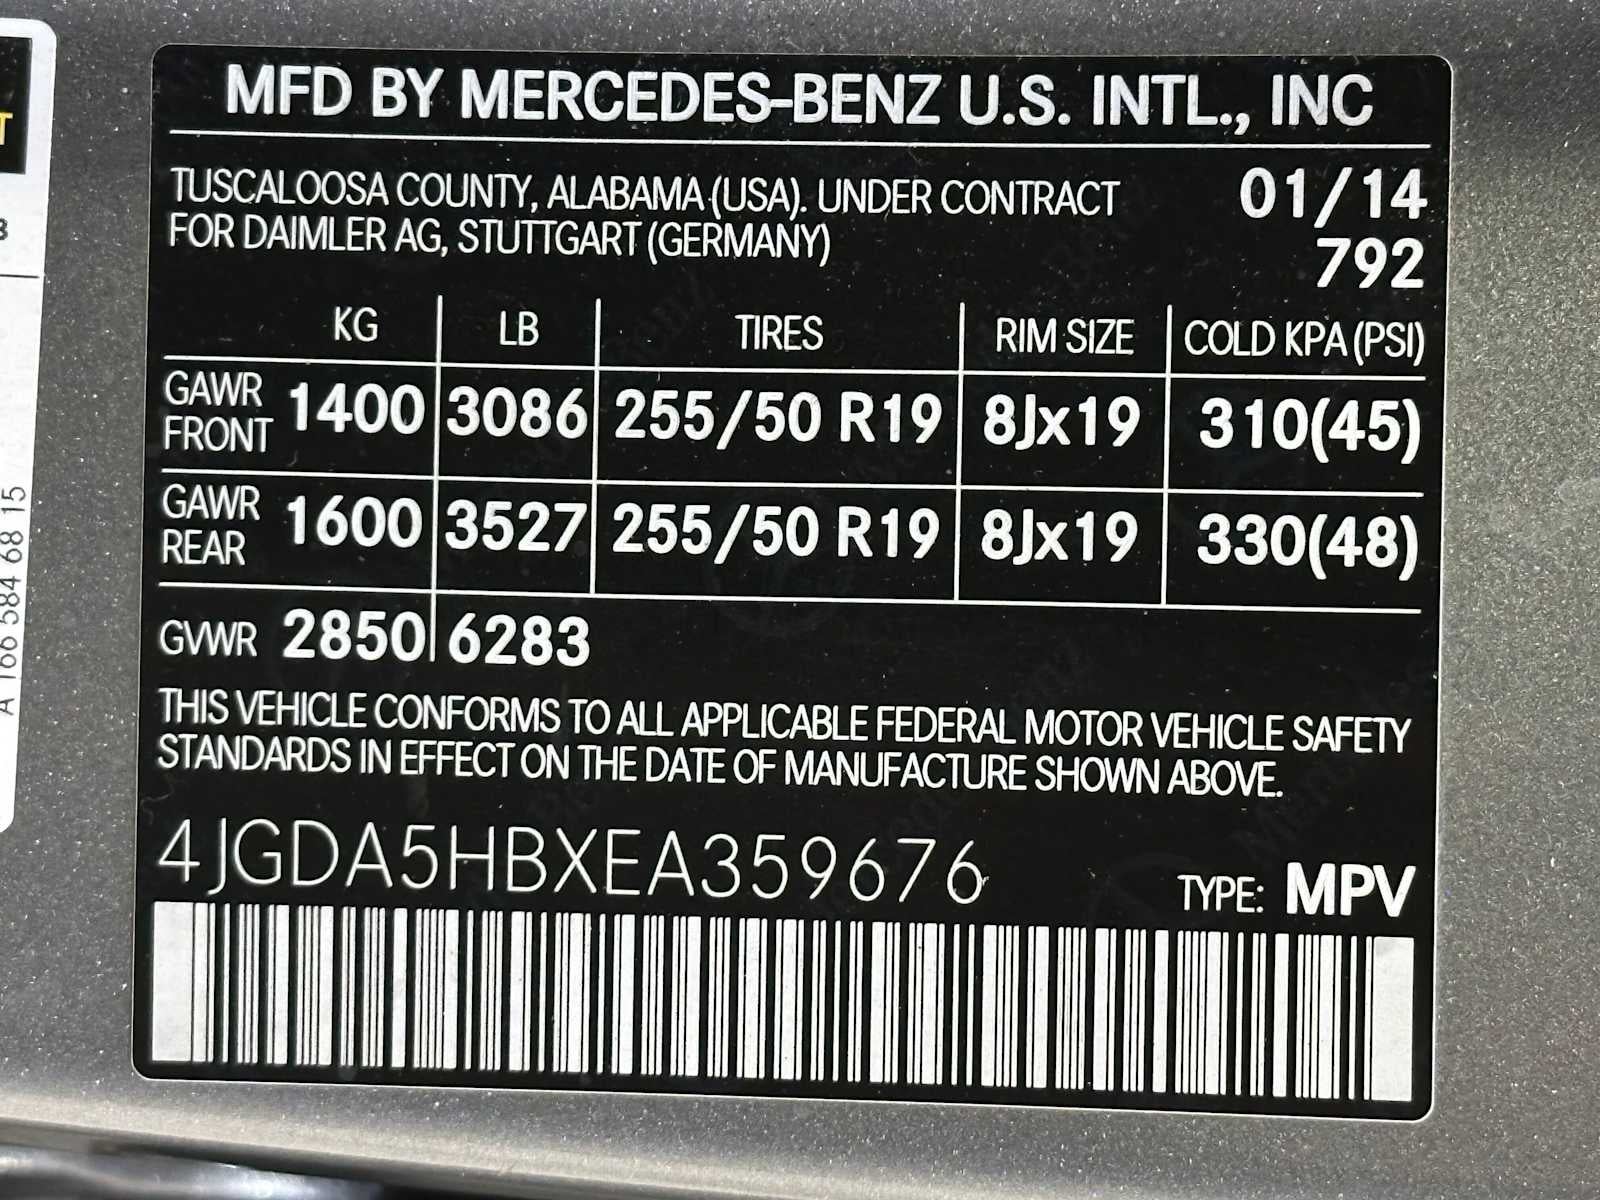 MFD BY MERCEDES-BENZ U.S. INTL., INC
TUSCALOOSA COUNTY, ALABAMA (USA). UNDER CONTRACT
FOR DAIMLER AG, STUTTGART (GERMANY)
01/14
792
KG LB TIRES RIM SIZE COLD KPA (PSI)
GAWR FRONT 1400 3086 255/50 R19 8Jx19 310(45)
GAWR REAR 1600 3527 255/50 R19 8Jx19 330(48)
GVWR 2850 6283
THIS VEHICLE CONFORMS TO ALL APPLICABLE FEDERAL MOTOR VEHICLE SAFETY
STANDARDS IN EFFECT ON THE DATE OF MANUFACTURE SHOWN ABOVE.
4JGDA5HBXEA359676
TYPE: MPV
A 166 584 68 15